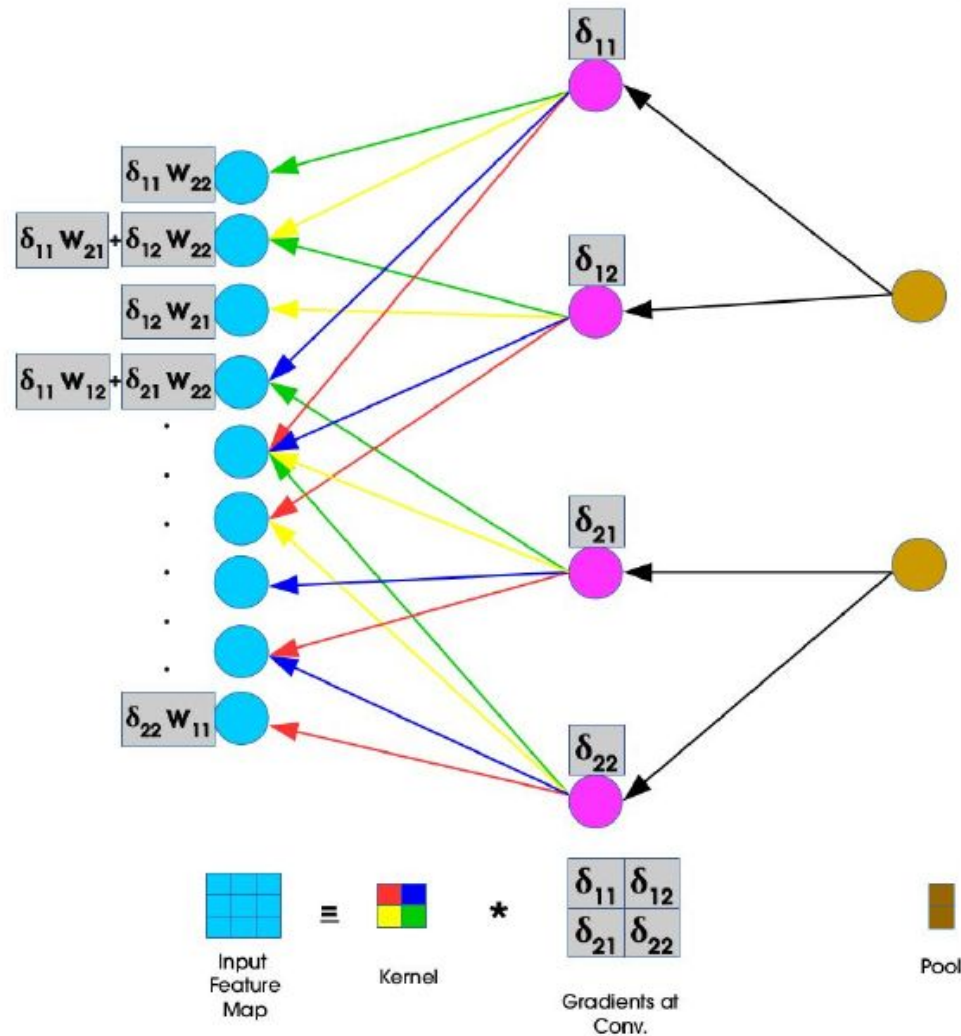 δ₁₁
δ₁₁ w₂₂
δ₁₁ w₂₁ + δ₁₂ w₂₂
δ₁₂
δ₁₂ w₂₁
δ₁₁ w₁₂ + δ₂₁ w₂₂
δ₂₁
δ₂₂ w₁₁
δ₂₂
≡ *
δ₁₁ δ₁₂
δ₂₁ δ₂₂
Input
Feature
Map
Kernel
Gradients at
Conv.
Pool